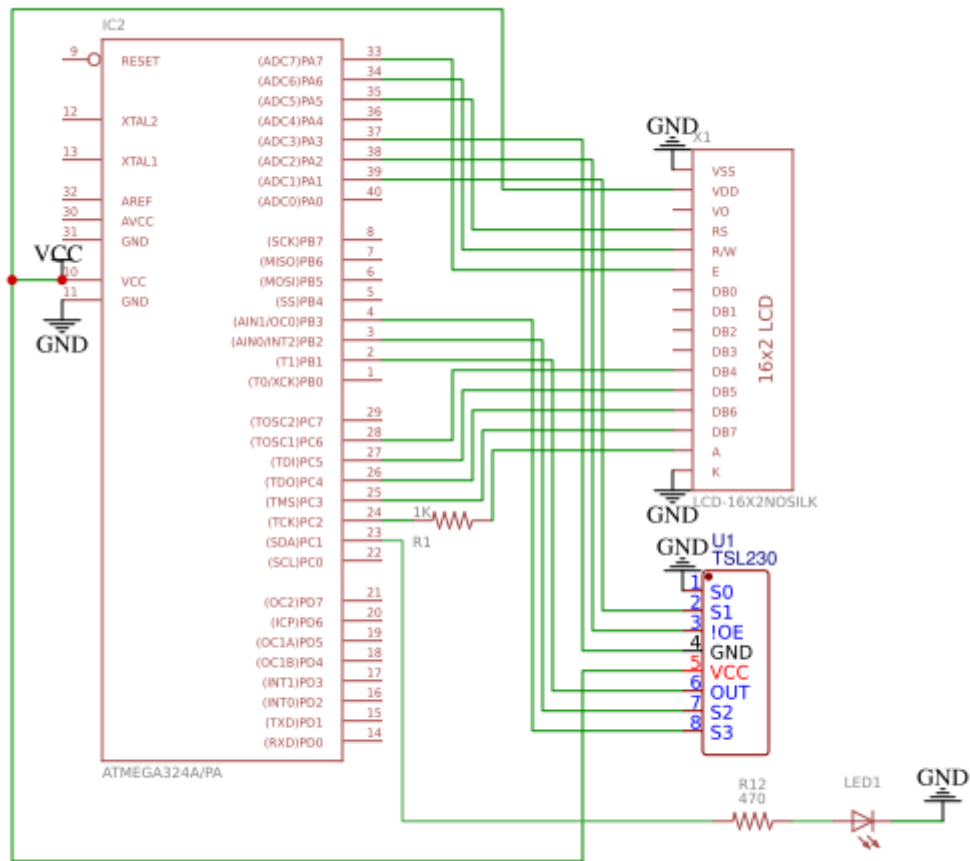 IC2
9 RESET (ADC7)PA7 33
(ADC6)PA6 34
(ADC5)PA5 35
12 XTAL2 (ADC4)PA4 36
(ADC3)PA3 37
13 XTAL1 (ADC2)PA2 38
(ADC1)PA1 39
32 AREF (ADC0)PA0 40
30 AVCC
31 GND (SCK)PB7 8
VCC
(MISO)PB6 7
10 VCC (MOSI)PB5 6
11 GND (SS)PB4 5
GND
(AIN1/OC0)PB3 4
(AIN0/INT2)PB2 3
(T1)PB1 2
(T0/XCK)PB0 1
(TOSC2)PC7 29
(TOSC1)PC6 28
(TDI)PC5 27
(TDO)PC4 26
(TMS)PC3 25
(TCK)PC2 24
(SDA)PC1 23
(SCL)PC0 22
(OC2)PD7 21
(ICP)PD6 20
(OC1A)PD5 19
(OC1B)PD4 18
(INT1)PD3 17
(INT0)PD2 16
(TXD)PD1 15
(RXD)PD0 14
ATMEGA324A/PA
1K
R1
GND
X1
VSS
VDD
VO
RS
R/W
E
DB0
DB1
DB2
DB3
DB4
DB5
DB6
DB7
A
K
16x2 LCD
LCD-16X2NOSILK
GND
GND
U1
TSL230
1 S0
2 S1
3 !OE
4 GND
5 VCC
6 OUT
7 S2
8 S3
R12
470
LED1
GND